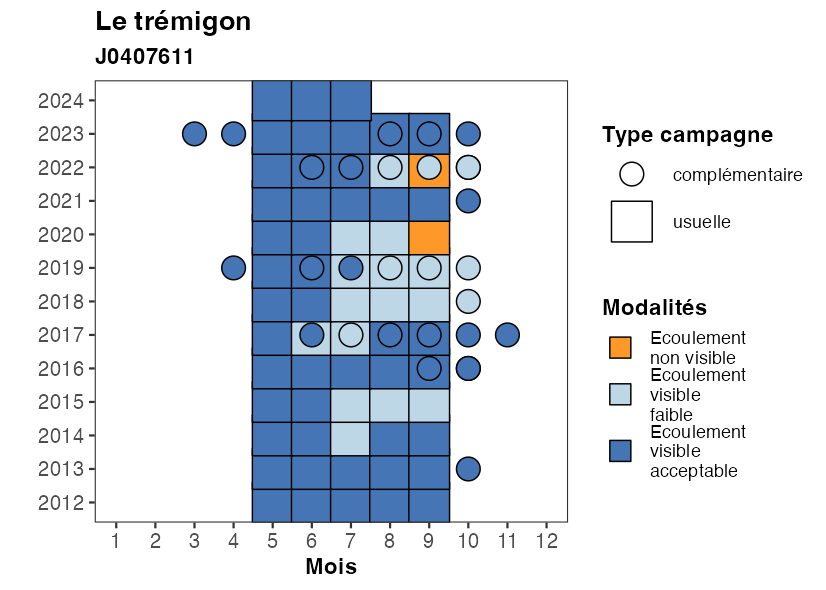 Le trémigon
J0407611
2024
2023
2022
2021
2020
2019
2018
2017
2016
2015
2014
2013
2012
1 2 3 4 5 6 7 8 9 10 11 12
Mois
Type campagne
complémentaire
usuelle
Modalités
Ecoulement
non visible
Ecoulement
visible
faible
Ecoulement
visible
acceptable